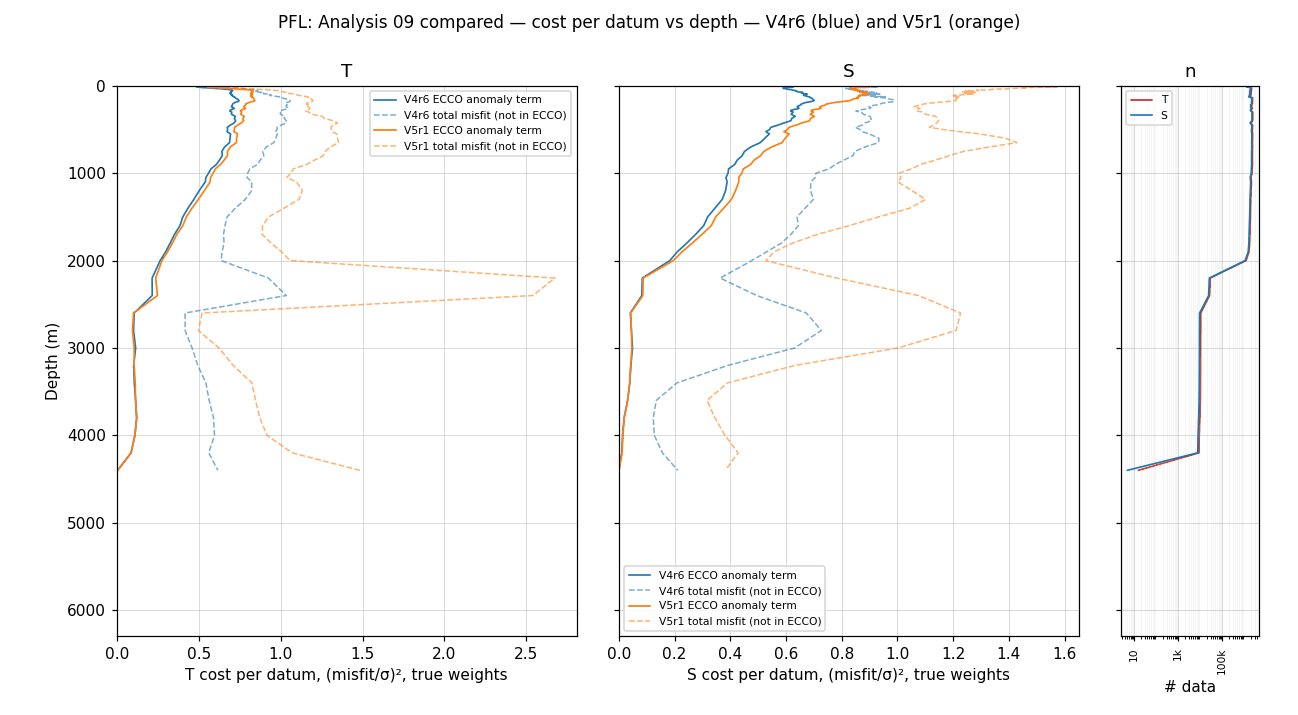 PFL: Analysis 09 compared — cost per datum vs depth — V4r6 (blue) and V5r1 (orange)
T
V4r6 ECCO anomaly term
V4r6 total misfit (not in ECCO)
V5r1 ECCO anomaly term
V5r1 total misfit (not in ECCO)
0
1000
2000
3000
4000
5000
6000
Depth (m)
0.0 0.5 1.0 1.5 2.0 2.5
T cost per datum, (misfit/σ)², true weights
S
V4r6 ECCO anomaly term
V4r6 total misfit (not in ECCO)
V5r1 ECCO anomaly term
V5r1 total misfit (not in ECCO)
0.0 0.2 0.4 0.6 0.8 1.0 1.2 1.4 1.6
S cost per datum, (misfit/σ)², true weights
n
T
S
10 1k 100k
# data